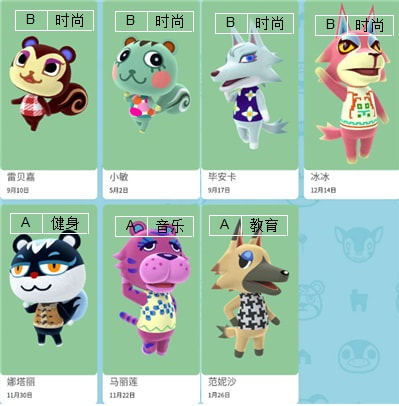 B 时尚
B 时尚
B 时尚
B 时尚
雷贝嘉
小敏
毕安卡
冰冰
9月10日
5月2日
9月17日
12月14日
A 健身
A 音乐
A 教育
娜塔丽
马丽莲
范妮沙
11月30日
11月22日
1月26日